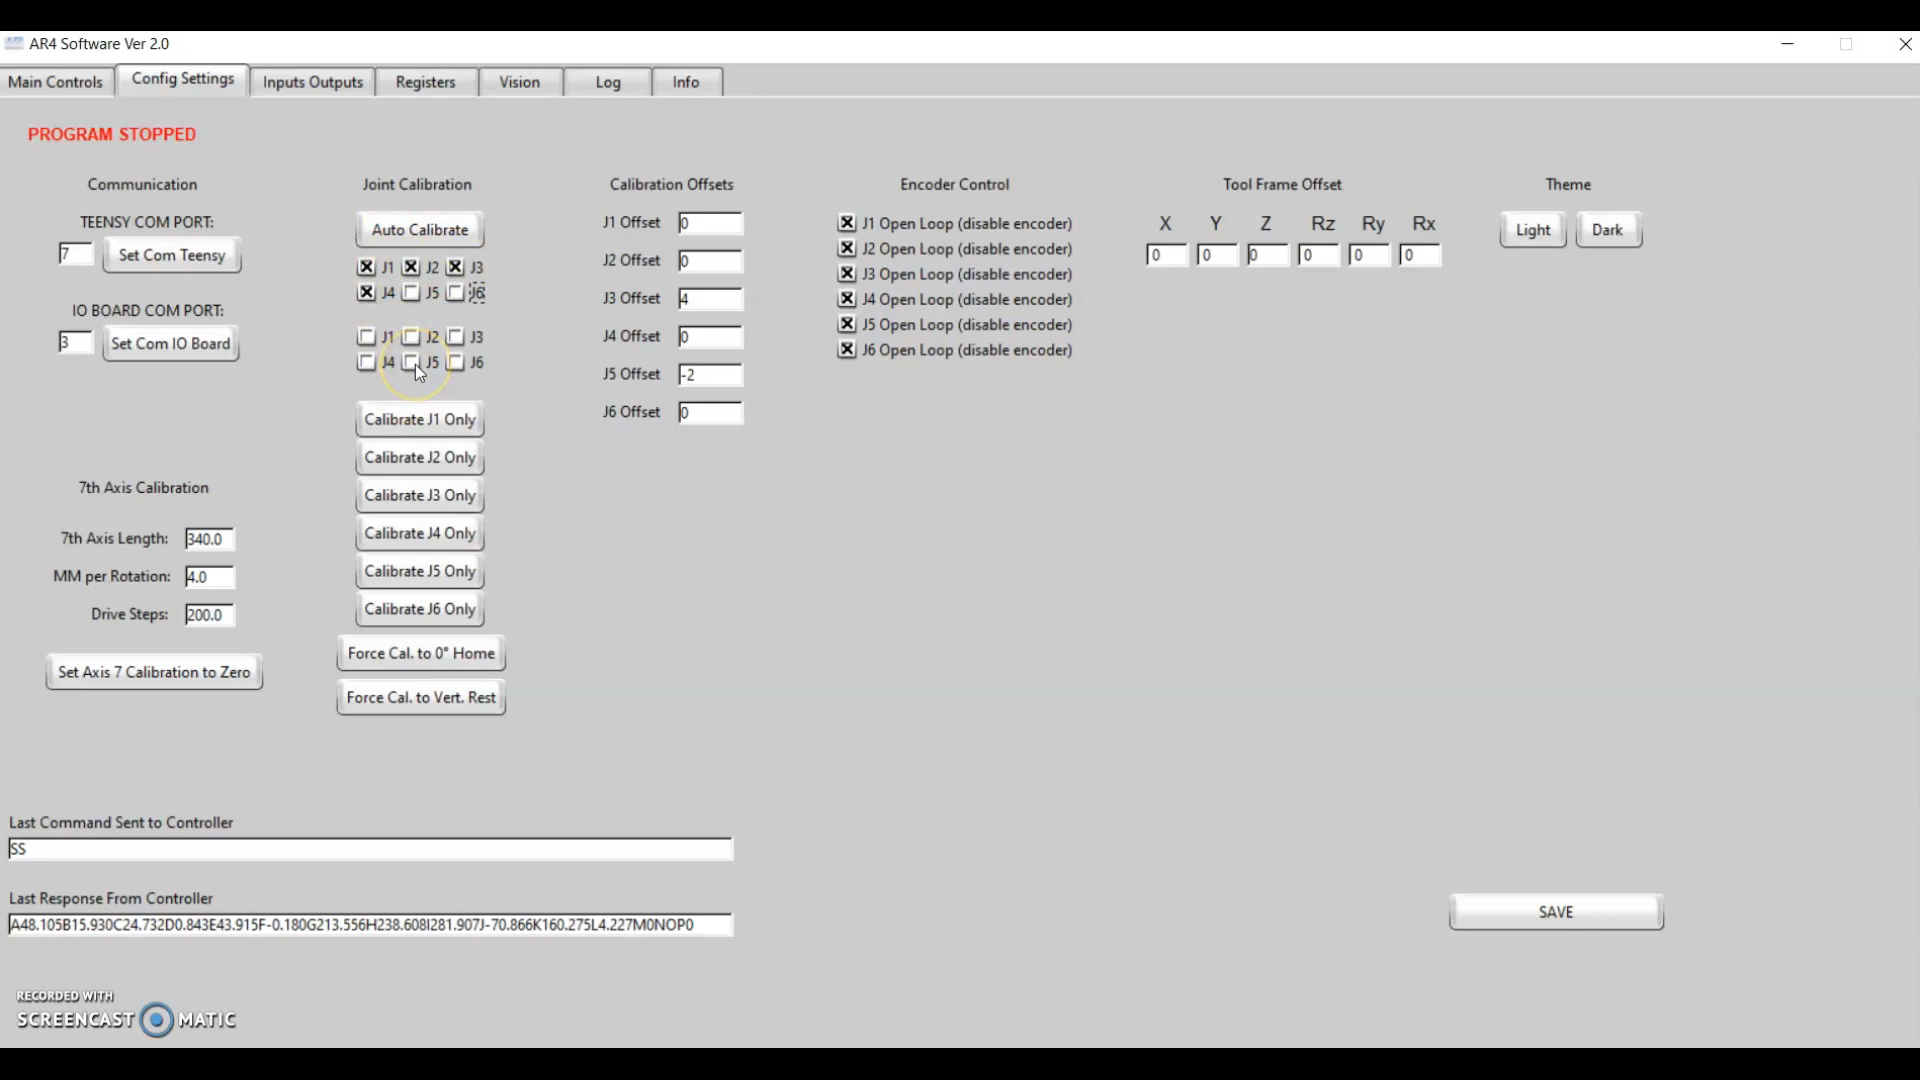 AR4 Software Ver 2.0
Main Controls
Config Settings
Inputs Outputs
Registers
Vision
Log
Info
PROGRAM STOPPED
Communication
TEENSY COM PORT:
7
Set Com Teensy
IO BOARD COM PORT:
3
Set Com IO Board
7th Axis Calibration
7th Axis Length: 340.0
MM per Rotation: 4.0
Drive Steps: 200.0
Set Axis 7 Calibration to Zero
Joint Calibration
Auto Calibrate
J1 J2 J3
J4 J5 J6
J1 J2 J3
J4 J5 J6
Calibrate J1 Only
Calibrate J2 Only
Calibrate J3 Only
Calibrate J4 Only
Calibrate J5 Only
Calibrate J6 Only
Force Cal. to 0° Home
Force Cal. to Vert. Rest
Calibration Offsets
J1 Offset 0
J2 Offset 0
J3 Offset 4
J4 Offset 0
J5 Offset -2
J6 Offset 0
Encoder Control
J1 Open Loop (disable encoder)
J2 Open Loop (disable encoder)
J3 Open Loop (disable encoder)
J4 Open Loop (disable encoder)
J5 Open Loop (disable encoder)
J6 Open Loop (disable encoder)
Tool Frame Offset
X Y Z Rz Ry Rx
0 0 0 0 0 0
Theme
Light
Dark
Last Command Sent to Controller
SS
Last Response From Controller
A48.105B15.930C24.732D0.843E43.915F-0.180G213.556H238.608I281.907J-70.866K160.275L4.227M0NOP0
SAVE
RECORDED WITH
SCREENCAST MATIC